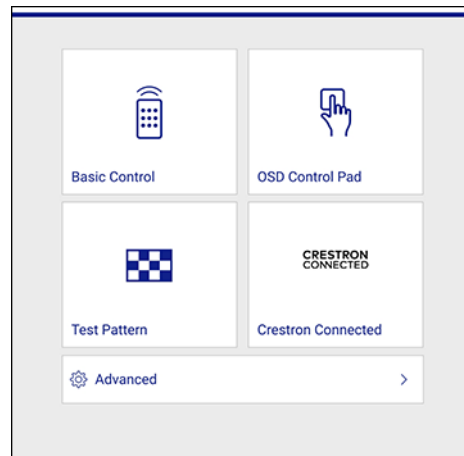 Basic Control
OSD Control Pad
CRESTRON
CONNECTED
Test Pattern
Crestron Connected
Advanced